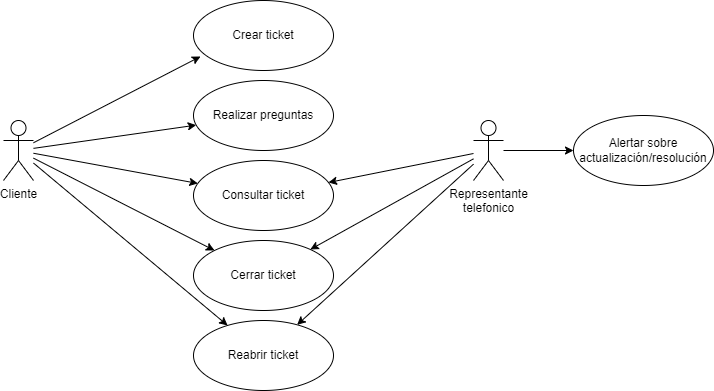 Crear ticket
Realizar preguntas
Alertar sobre
actualización/resolución
Cliente
Consultar ticket
Representante
telefonico
Cerrar ticket
Reabrir ticket